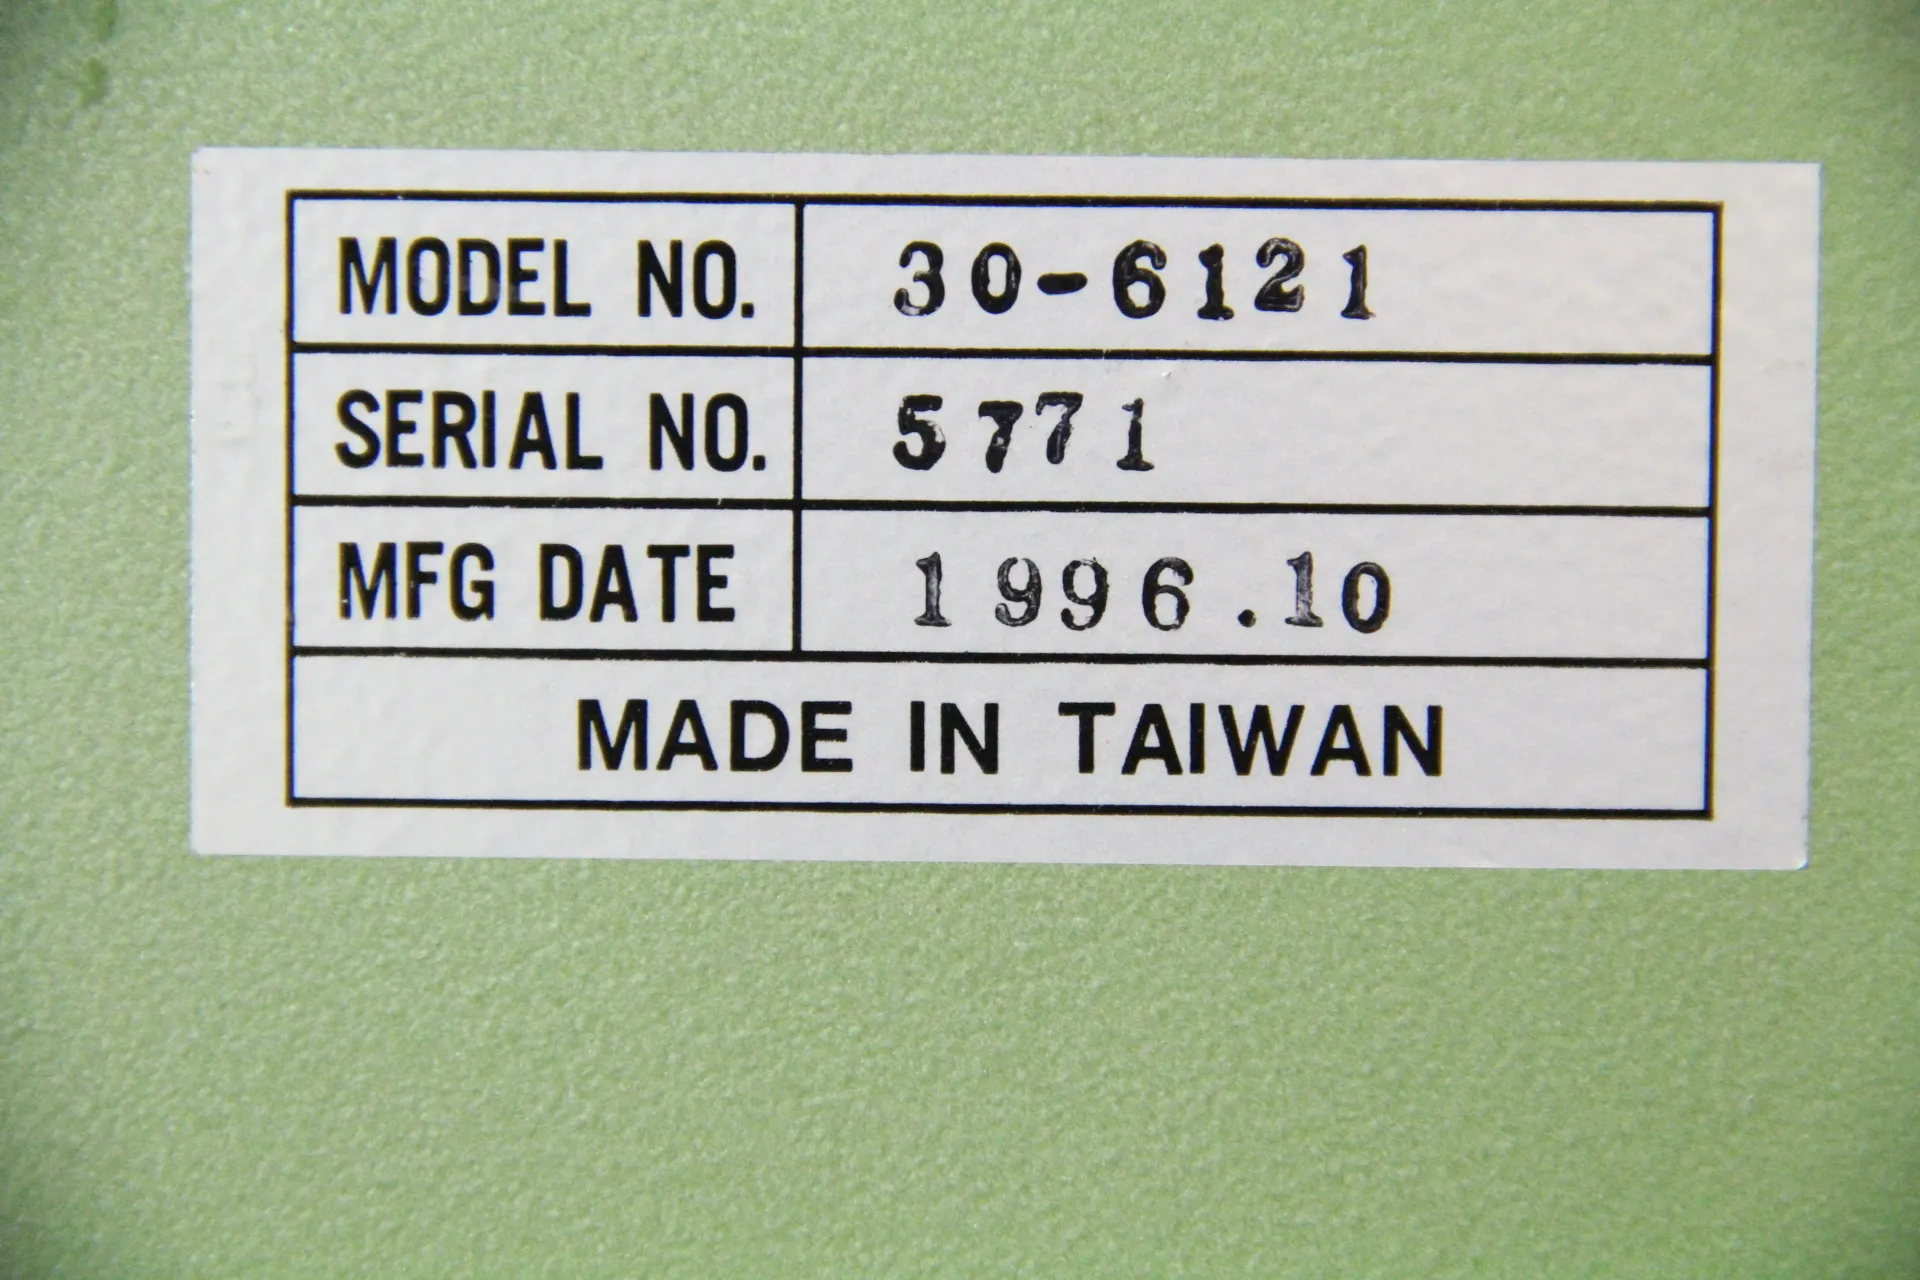 MODEL NO. 30-6121
SERIAL NO. 5771
MFG DATE 1996.10
MADE IN TAIWAN